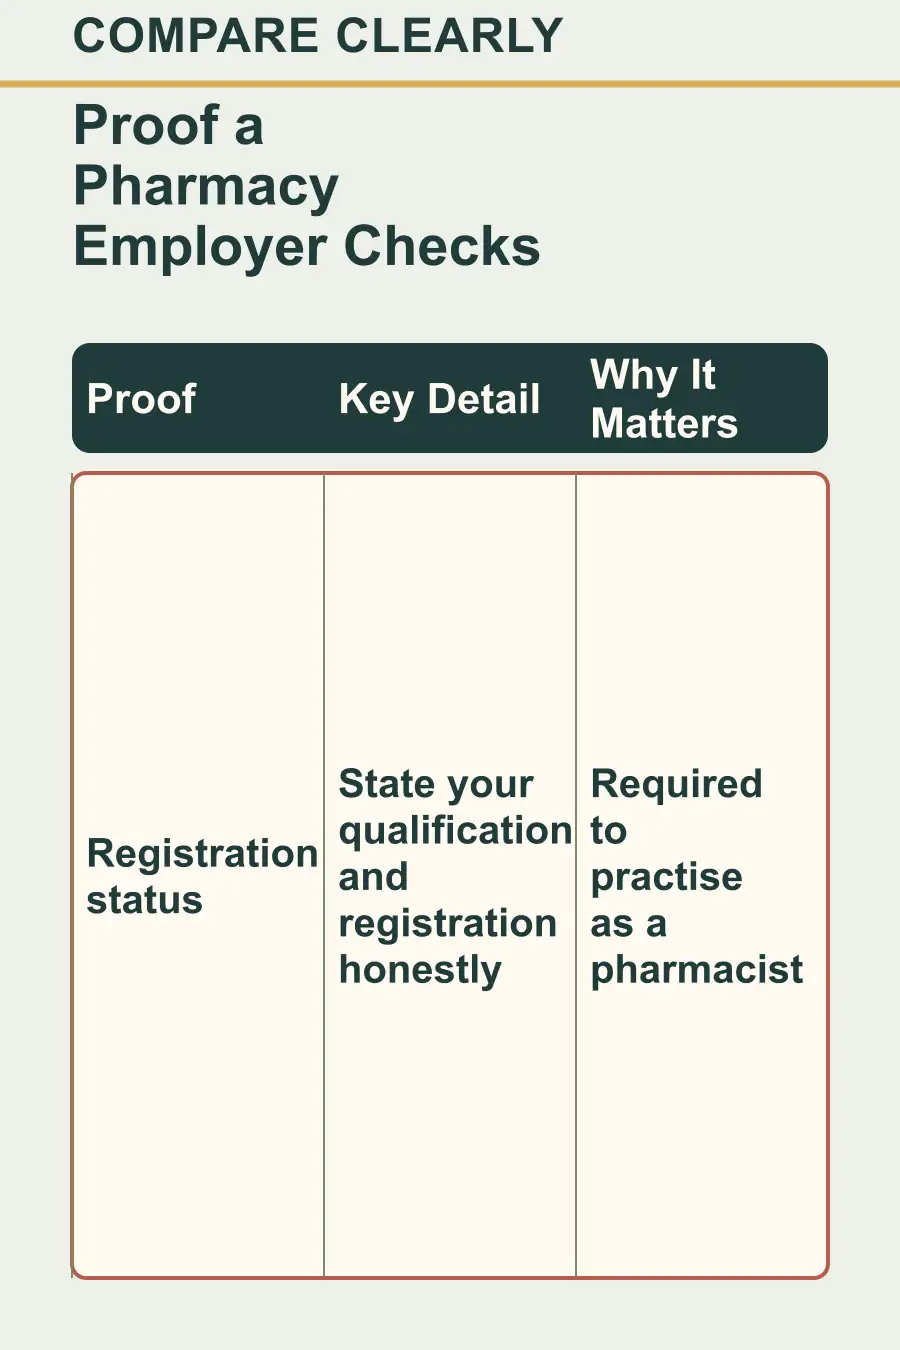 COMPARE CLEARLY
Proof a
Pharmacy
Employer Checks
Proof
Key Detail
Why It
Matters
Registration
status
State your
qualification
and
registration
honestly
Required
to
practise
as a
pharmacist